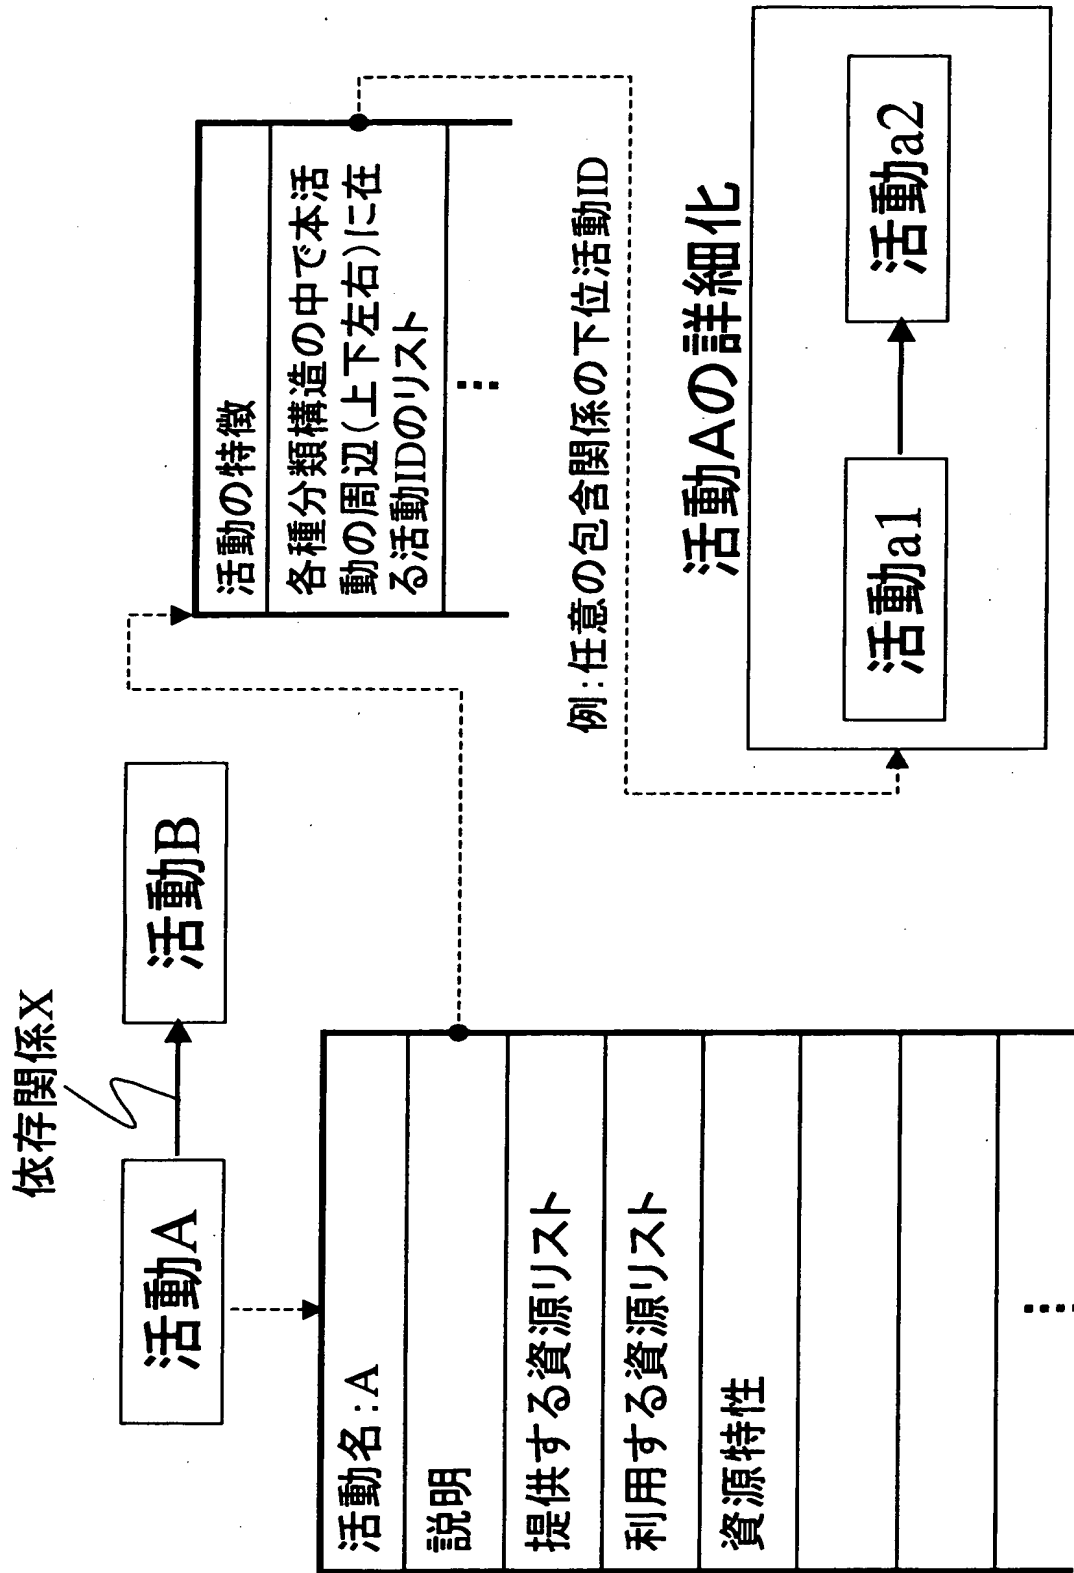 依存関係X
活動A
活動B
活動名:A
説明
提供する資源リスト
利用する資源リスト
資源特性
⋮
活動の特徴
各種分類構造の中で本活
動の周辺(上下左右)に在
る活動IDのリスト
⋮
例:任意の包含関係の下位活動ID
活動Aの詳細化
活動a1
活動a2